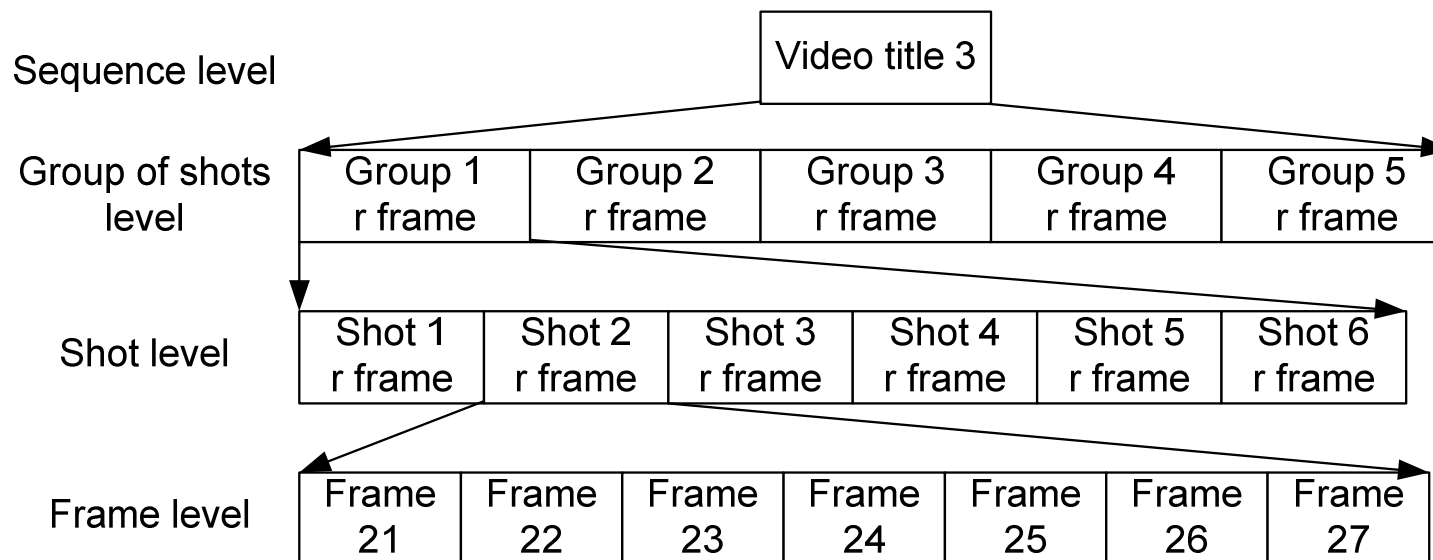 Sequence level
Video title 3
Group of shots
level
Group 1
r frame
Group 2
r frame
Group 3
r frame
Group 4
r frame
Group 5
r frame
Shot level
Shot 1
r frame
Shot 2
r frame
Shot 3
r frame
Shot 4
r frame
Shot 5
r frame
Shot 6
r frame
Frame level
Frame
21
Frame
22
Frame
23
Frame
24
Frame
25
Frame
26
Frame
27